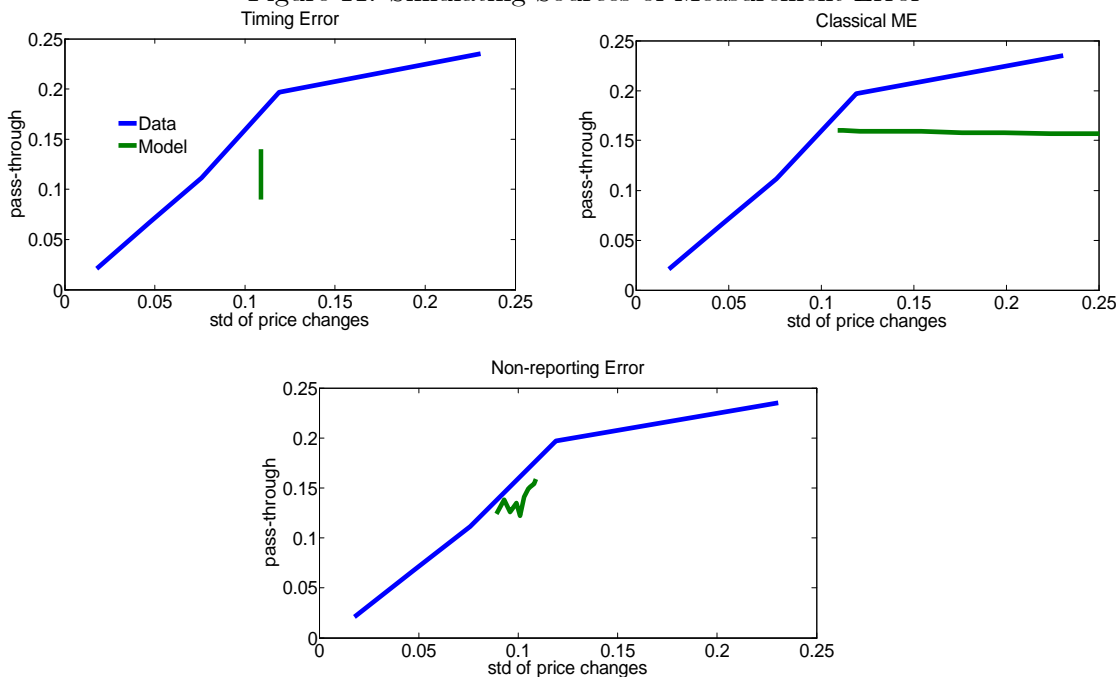 Timing Error
0.25
0.2
0.15
0.1
0.05
0
pass-through
Data
Model
0 0.05 0.1 0.15 0.2 0.25
std of price changes
Classical ME
0.25
0.2
0.15
0.1
0.05
0
pass-through
0 0.05 0.1 0.15 0.2 0.25
std of price changes
Non-reporting Error
0.25
0.2
0.15
0.1
0.05
0
pass-through
0 0.05 0.1 0.15 0.2 0.25
std of price changes